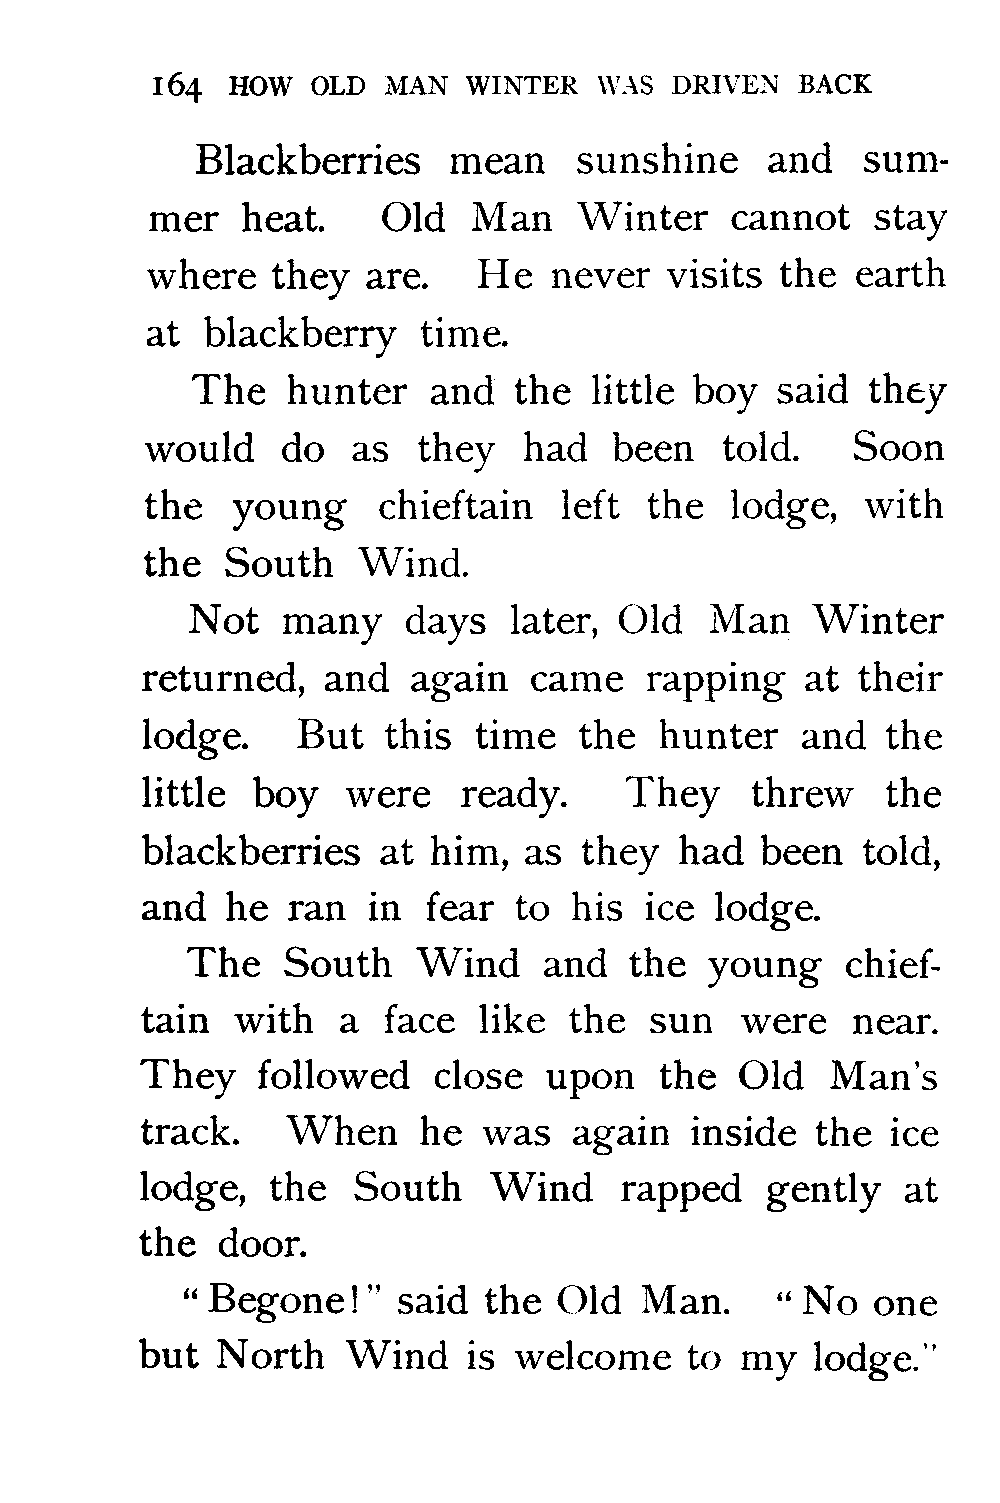 164 HOW OLD MAN WINTER WAS DRIVEN BACK
Blackberries mean sunshine and sum-
mer heat. Old Man Winter cannot stay
where they are. He never visits the earth
at blackberry time.
The hunter and the little boy said they
would do as they had been told. Soon
the young chieftain left the lodge, with
the South Wind.
Not many days later, Old Man Winter
returned, and again came rapping at their
lodge. But this time the hunter and the
little boy were ready. They threw the
blackberries at him, as they had been told,
and he ran in fear to his ice lodge.
The South Wind and the young chief-
tain with a face like the sun were near.
They followed close upon the Old Man's
track. When he was again inside the ice
lodge, the South Wind rapped gently at
the door.
"Begone!" said the Old Man. "No one
but North Wind is welcome to my lodge."